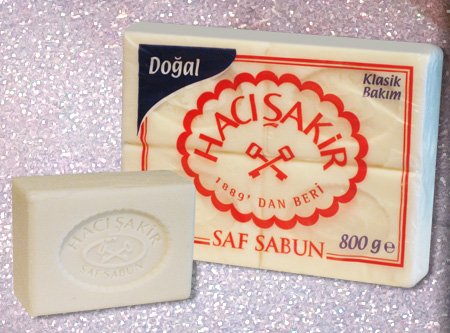 Doğal
Klasik
Bakım
HACI ŞAKİR
1889' DAN BERİ
SAF SABUN
800 g e
HACI ŞAKİR
SAF SABUN